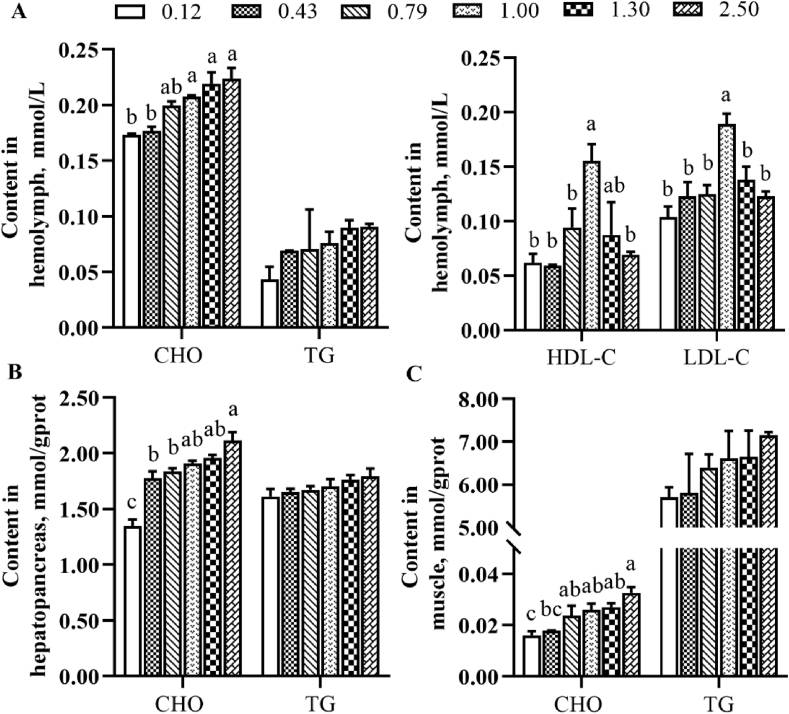 A 0.12 0.43 0.79 1.00 1.30 2.50
Content in
hemolymph, mmol/L
0.25
0.20
0.15
0.10
0.05
0.00
b b ab a a a
CHO TG
Content in
hemolymph, mmol/L
0.25
0.20
0.15
0.10
0.05
0.00
b b b a ab b
b b b a b b
HDL-C LDL-C
B
Content in
hepatopancreas, mmol/gprot
2.50
2.00
1.50
1.00
0.50
0.00
c b b ab ab a
CHO TG
C
Content in
muscle, mmol/gprot
8.00
7.00
6.00
5.00
0.04
0.02
0.00
c bc ab ab ab a
CHO TG